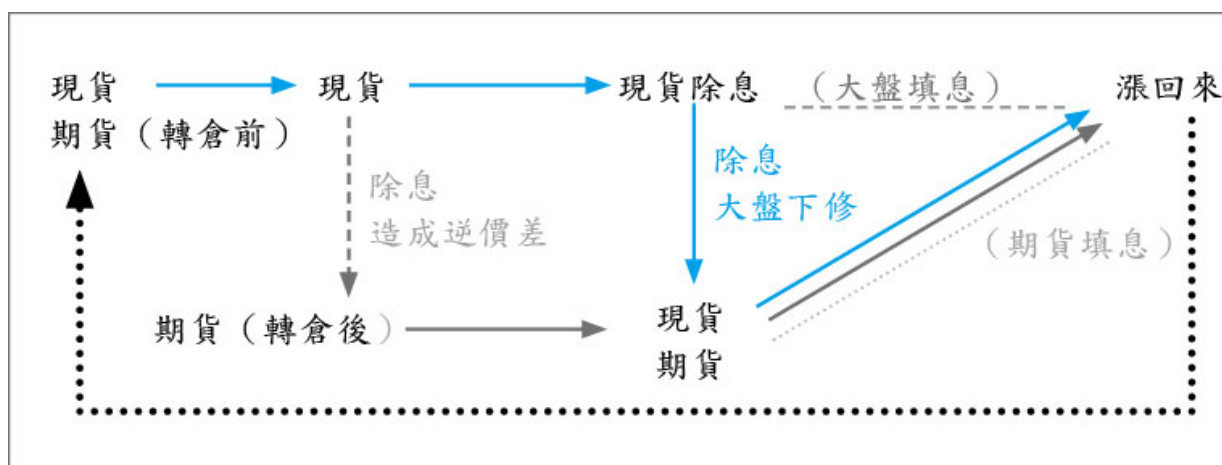 現貨
期貨（轉倉前）
現貨
現貨除息
（大盤填息）
漲回來
除息
造成逆價差
除息
大盤下修
（期貨填息）
期貨（轉倉後）
現貨
期貨